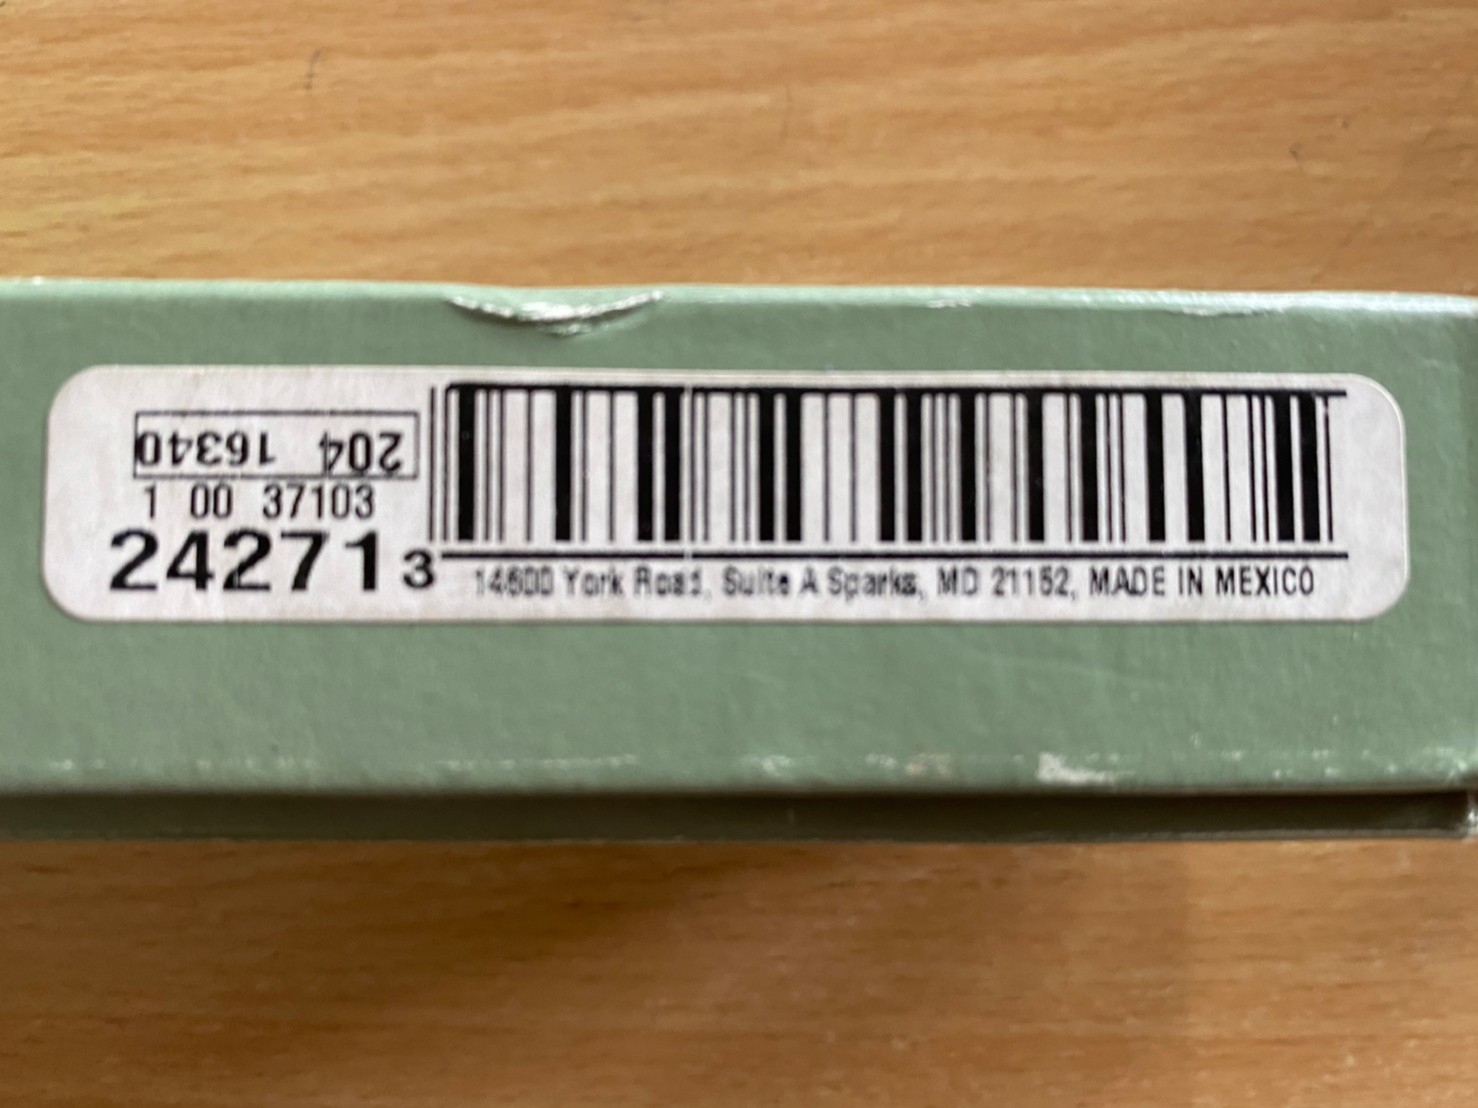 204 16340
1 00 37103
24271 3
14600 York Road, Suite A Sparks, MD 21152, MADE IN MEXICO